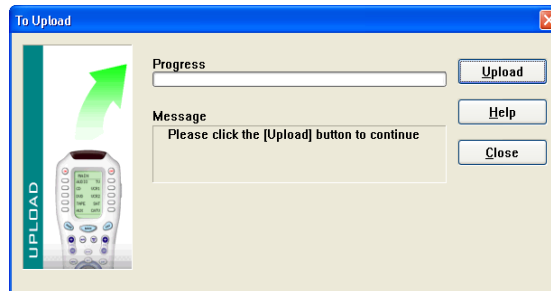 To Upload
UPLOAD
Progress
Message
Please click the [Upload] button to continue
Upload
Help
Close